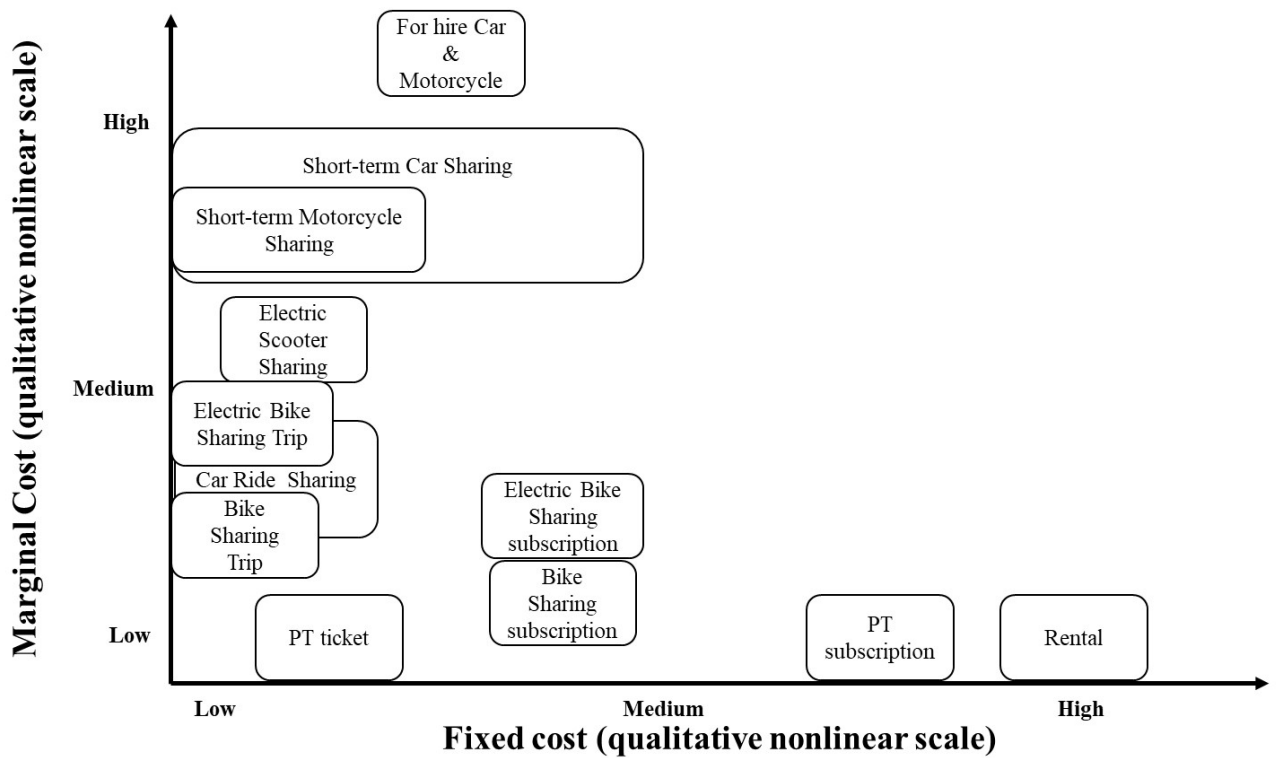 Marginal Cost (qualitative nonlinear scale)
For hire Car
&
Motorcycle
High
Short-term Car Sharing
Short-term Motorcycle
Sharing
Electric
Scooter
Sharing
Medium
Electric Bike
Sharing Trip
Car Ride Sharing
Bike
Sharing
Trip
Electric Bike
Sharing
subscription
Bike
Sharing
subscription
Low
PT ticket
PT
subscription
Rental
Low
Medium
High
Fixed cost (qualitative nonlinear scale)